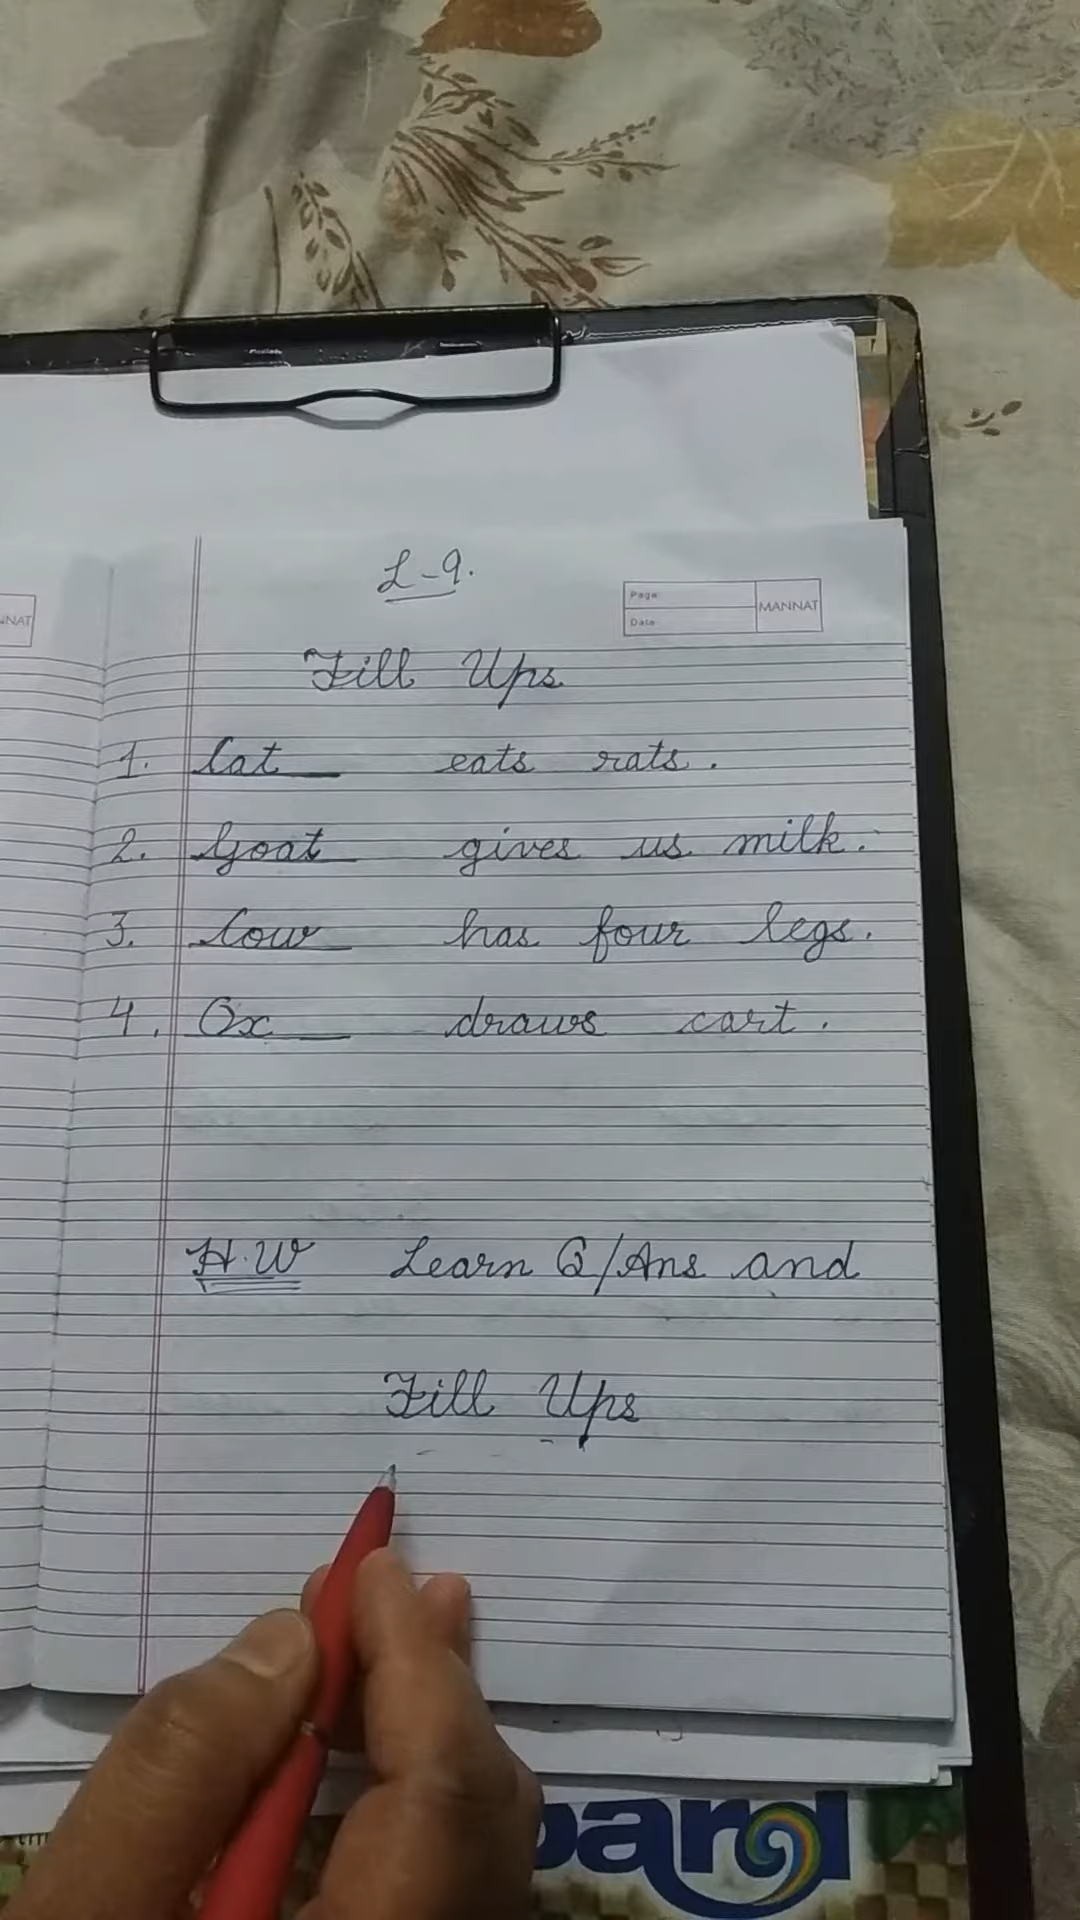 L-9.
Page
Date
MANNAT
NNAT
Fill Ups
1. Cat eats rats.
2. Goat gives us milk.
3. Cow has four legs.
4. Ox draws cart.
H.W Learn Q/Ans and
Fill Ups